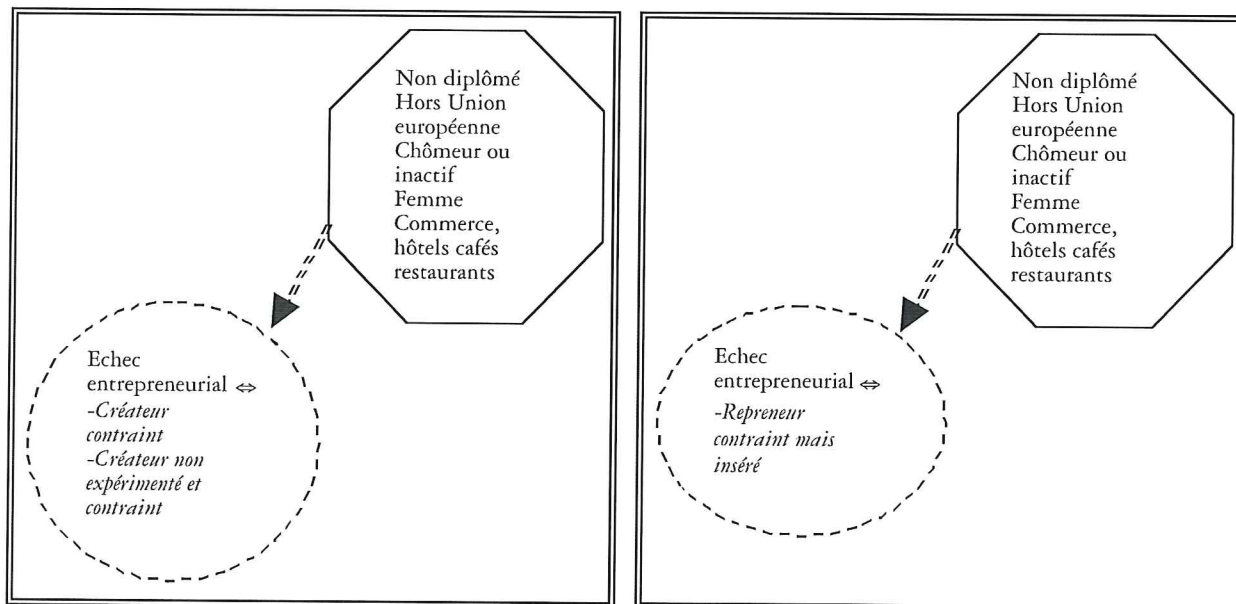 Non diplômé
Hors Union
européenne
Chômeur ou
inactif
Femme
Commerce,
hôtels cafés
restaurants
Echec
entrepreneurial ⇔
-Créateur
contraint
-Créateur non
expérimenté et
contraint
Non diplômé
Hors Union
européenne
Chômeur ou
inactif
Femme
Commerce,
hôtels cafés
restaurants
Echec
entrepreneurial ⇔
-Repreneur
contraint mais
inséré